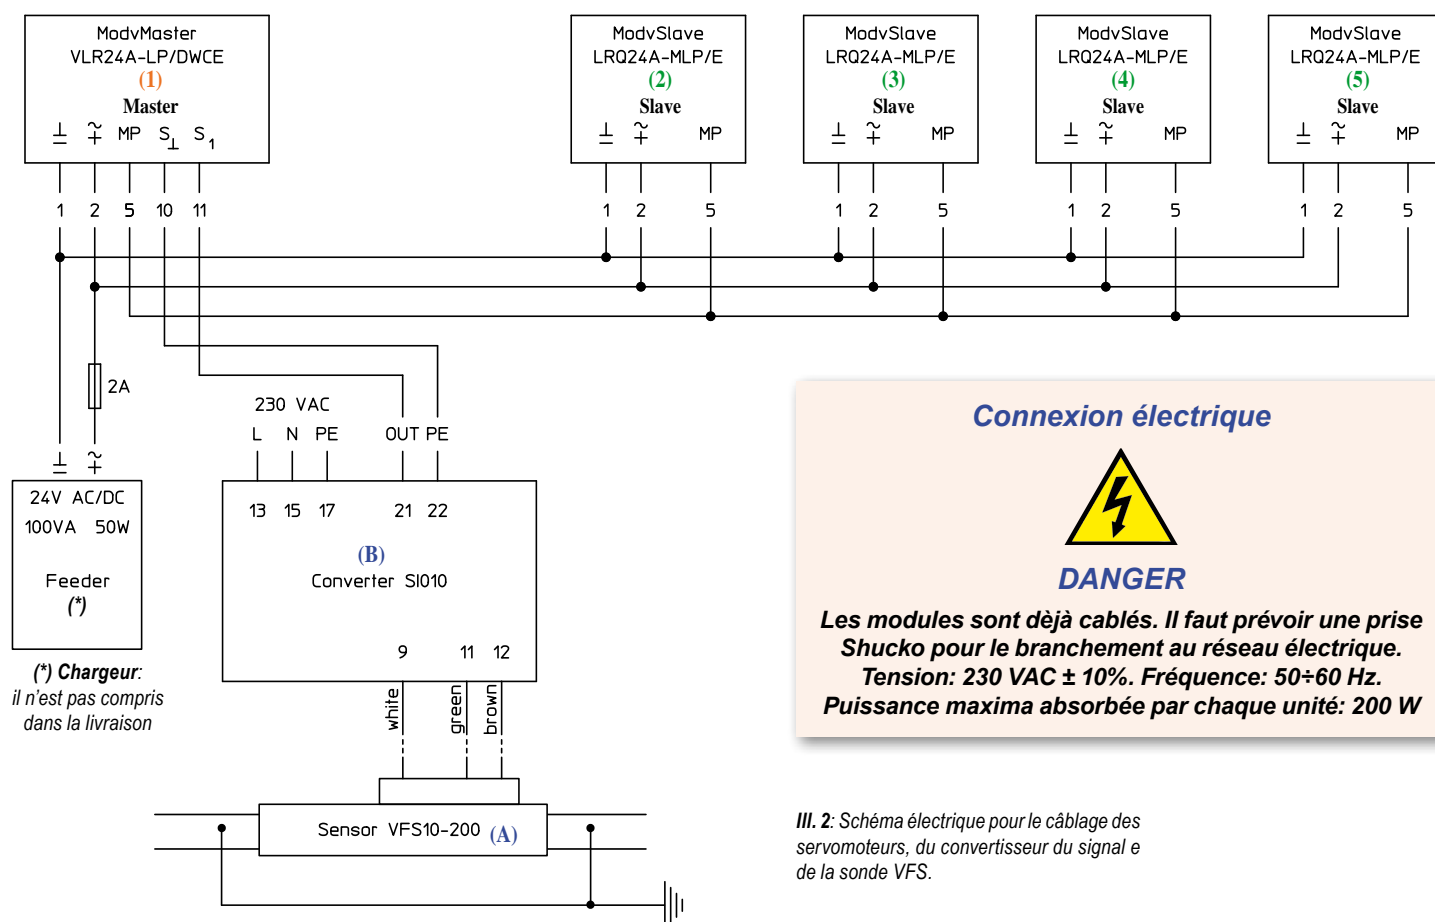 ModvMaster
VLR24A-LP/DWCE
(1)
Master
⊥ ≂ MP S⊥ S1
1 2 5 10 11
ModvSlave
LRQ24A-MLP/E
(2)
Slave
MP
1 2 5
ModvSlave
LRQ24A-MLP/E
(3)
Slave
MP
1 2 5
ModvSlave
LRQ24A-MLP/E
(4)
Slave
MP
1 2 5
ModvSlave
LRQ24A-MLP/E
(5)
Slave
MP
1 2 5
2A
24V AC/DC
100VA 50W
Feeder
(*)
(*) Chargeur:
il n’est pas compris
dans la livraison
230 VAC
L N PE OUT PE
13 15 17 21 22
(B)
Converter SI010
9 11 12
white
green
brown
Sensor VFS10-200 (A)
Connexion électrique
DANGER
Les modules sont dèjà cablés. Il faut prévoir une prise
Shucko pour le branchement au réseau électrique.
Tension: 230 VAC ± 10%. Fréquence: 50÷60 Hz.
Puissance maxima absorbée par chaque unité: 200 W
Ill. 2: Schéma électrique pour le câblage des
servomoteurs, du convertisseur du signal e
de la sonde VFS.